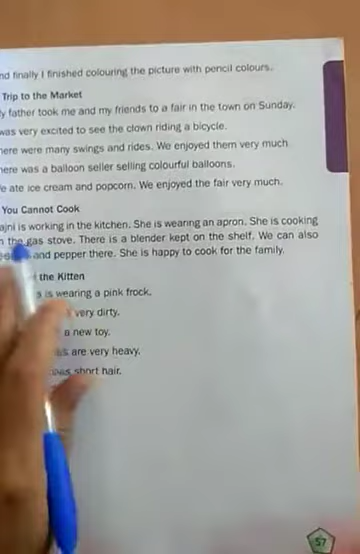 nd finally I finished colouring the picture with pencil colours.
Trip to the Market
y father took me and my friends to a fair in the town on Sunday.
was very excited to see the clown riding a bicycle.
here were many swings and rides. We enjoyed them very much
here was a balloon seller selling colourful balloons.
e ate ice cream and popcorn. We enjoyed the fair very much.
You Cannot Cook
ajni is working in the kitchen. She is wearing an apron. She is cooking
n the gas stove. There is a blender kept on the shelf. We can also
and pepper there. She is happy to cook for the family.
the Kitten
s is wearing a pink frock.
very dirty.
a new toy.
are very heavy.
short hair.
57